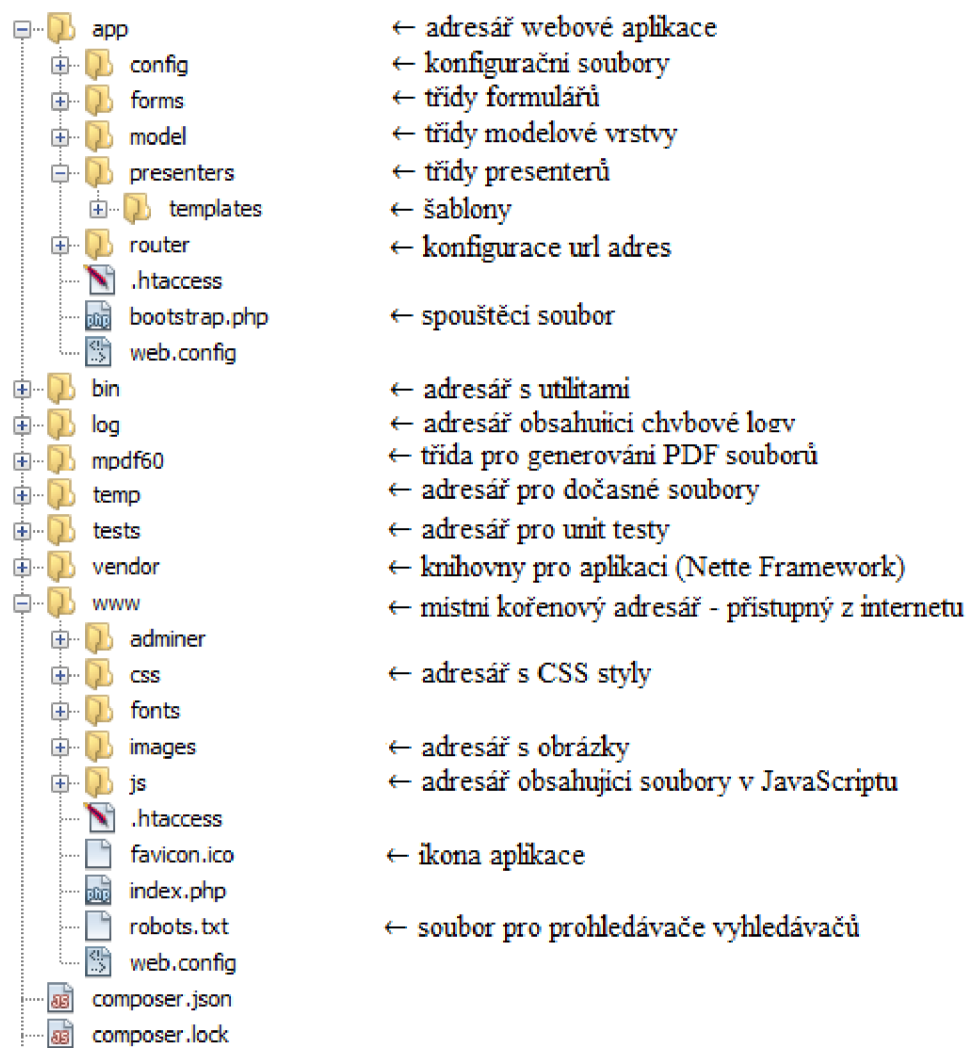 app ← adresář webové aplikace
config ← konfigurační soubory
forms ← třídy formulářů
model ← třídy modelové vrstvy
presenters ← třídy presenterů
templates ← šablony
router ← konfigurace url adres
.htaccess
bootstrap.php ← spouštěcí soubor
web.config
bin ← adresář s utilitami
log ← adresář obsahující chybové logy
mpdf60 ← třída pro generování PDF souborů
temp ← adresář pro dočasné soubory
tests ← adresář pro unit testy
vendor ← knihovny pro aplikaci (Nette Framework)
www ← místní kořenový adresář - přístupný z internetu
adminer
css ← adresář s CSS styly
fonts
images ← adresář s obrázky
js ← adresář obsahující soubory v JavaScriptu
.htaccess
favicon.ico ← ikona aplikace
index.php
robots.txt ← soubor pro prohledávače vyhledávačů
web.config
composer.json
composer.lock